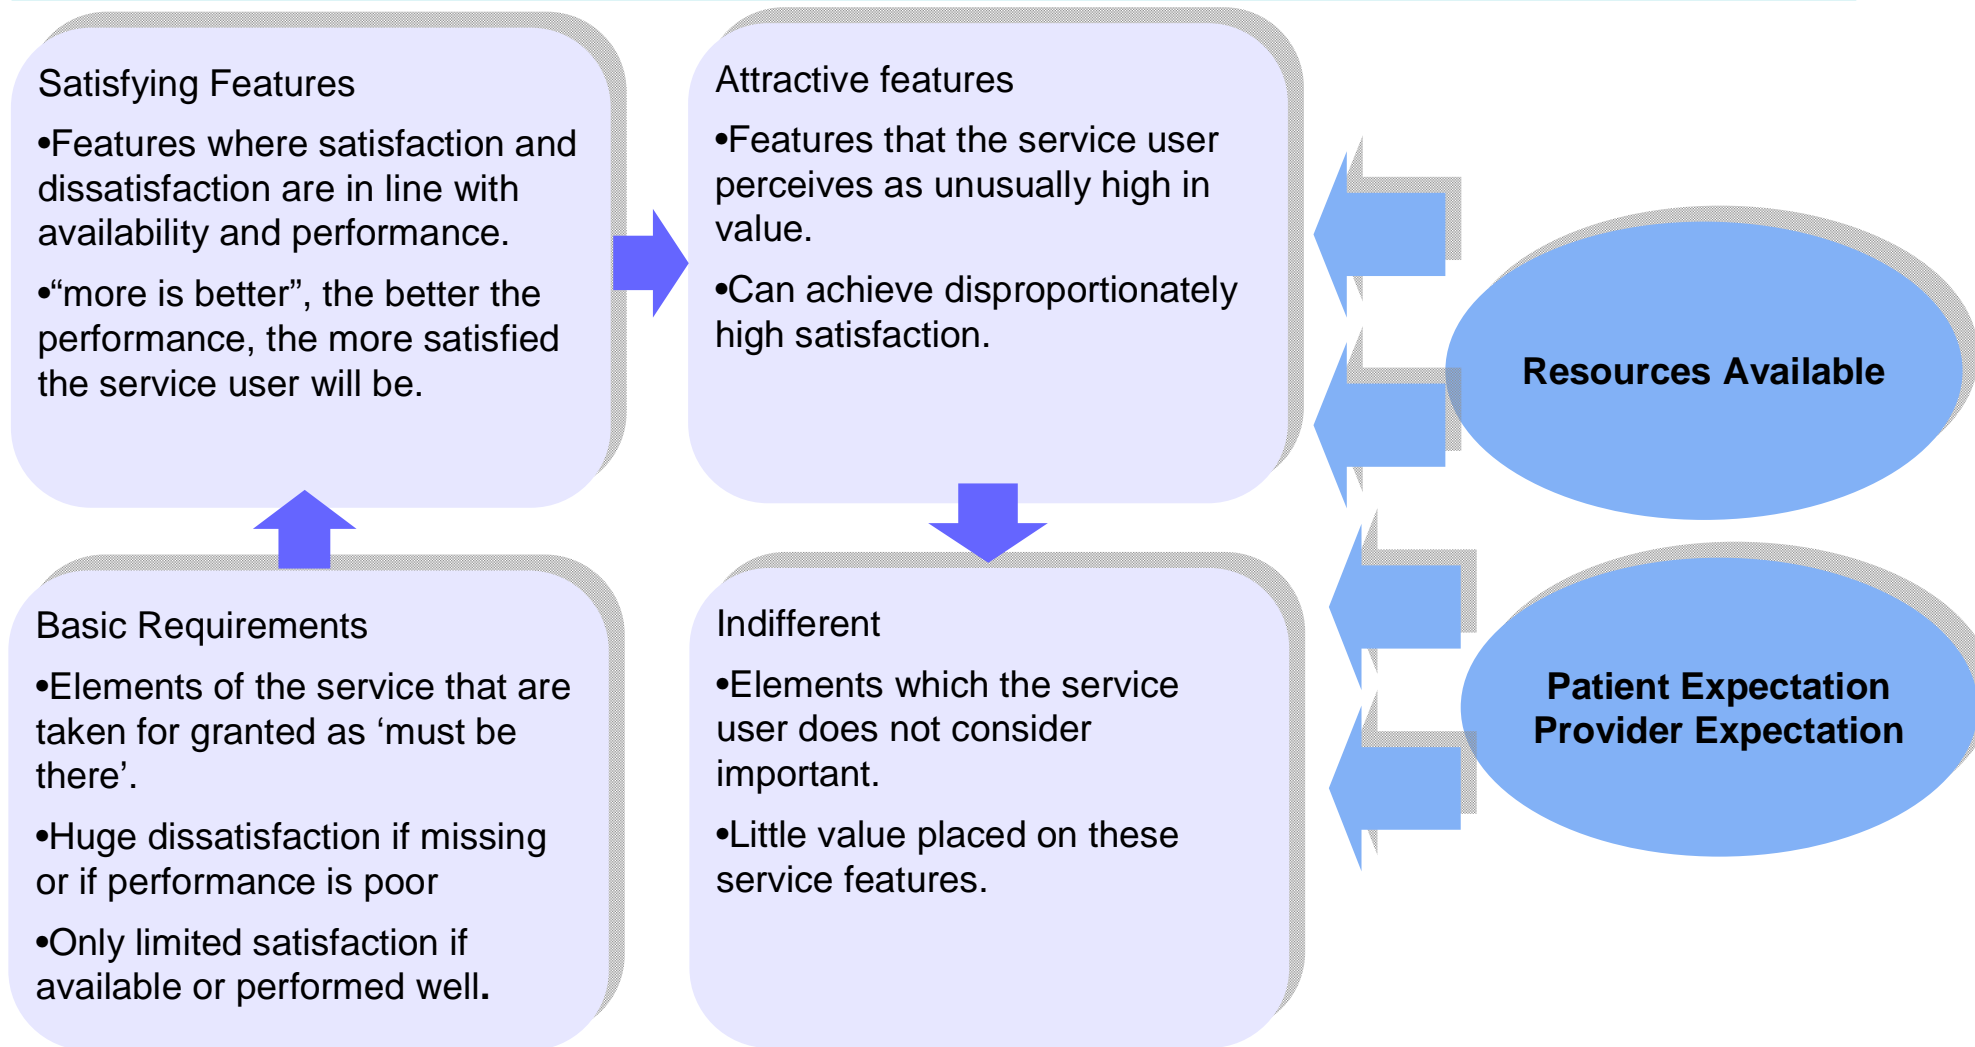 Satisfying Features
•Features where satisfaction and
dissatisfaction are in line with
availability and performance.
•“more is better”, the better the
performance, the more satisfied
the service user will be.
Attractive features
•Features that the service user
perceives as unusually high in
value.
•Can achieve disproportionately
high satisfaction.
Resources Available
Basic Requirements
•Elements of the service that are
taken for granted as ‘must be
there’.
•Huge dissatisfaction if missing
or if performance is poor
•Only limited satisfaction if
available or performed well.
Indifferent
•Elements which the service
user does not consider
important.
•Little value placed on these
service features.
Patient Expectation
Provider Expectation